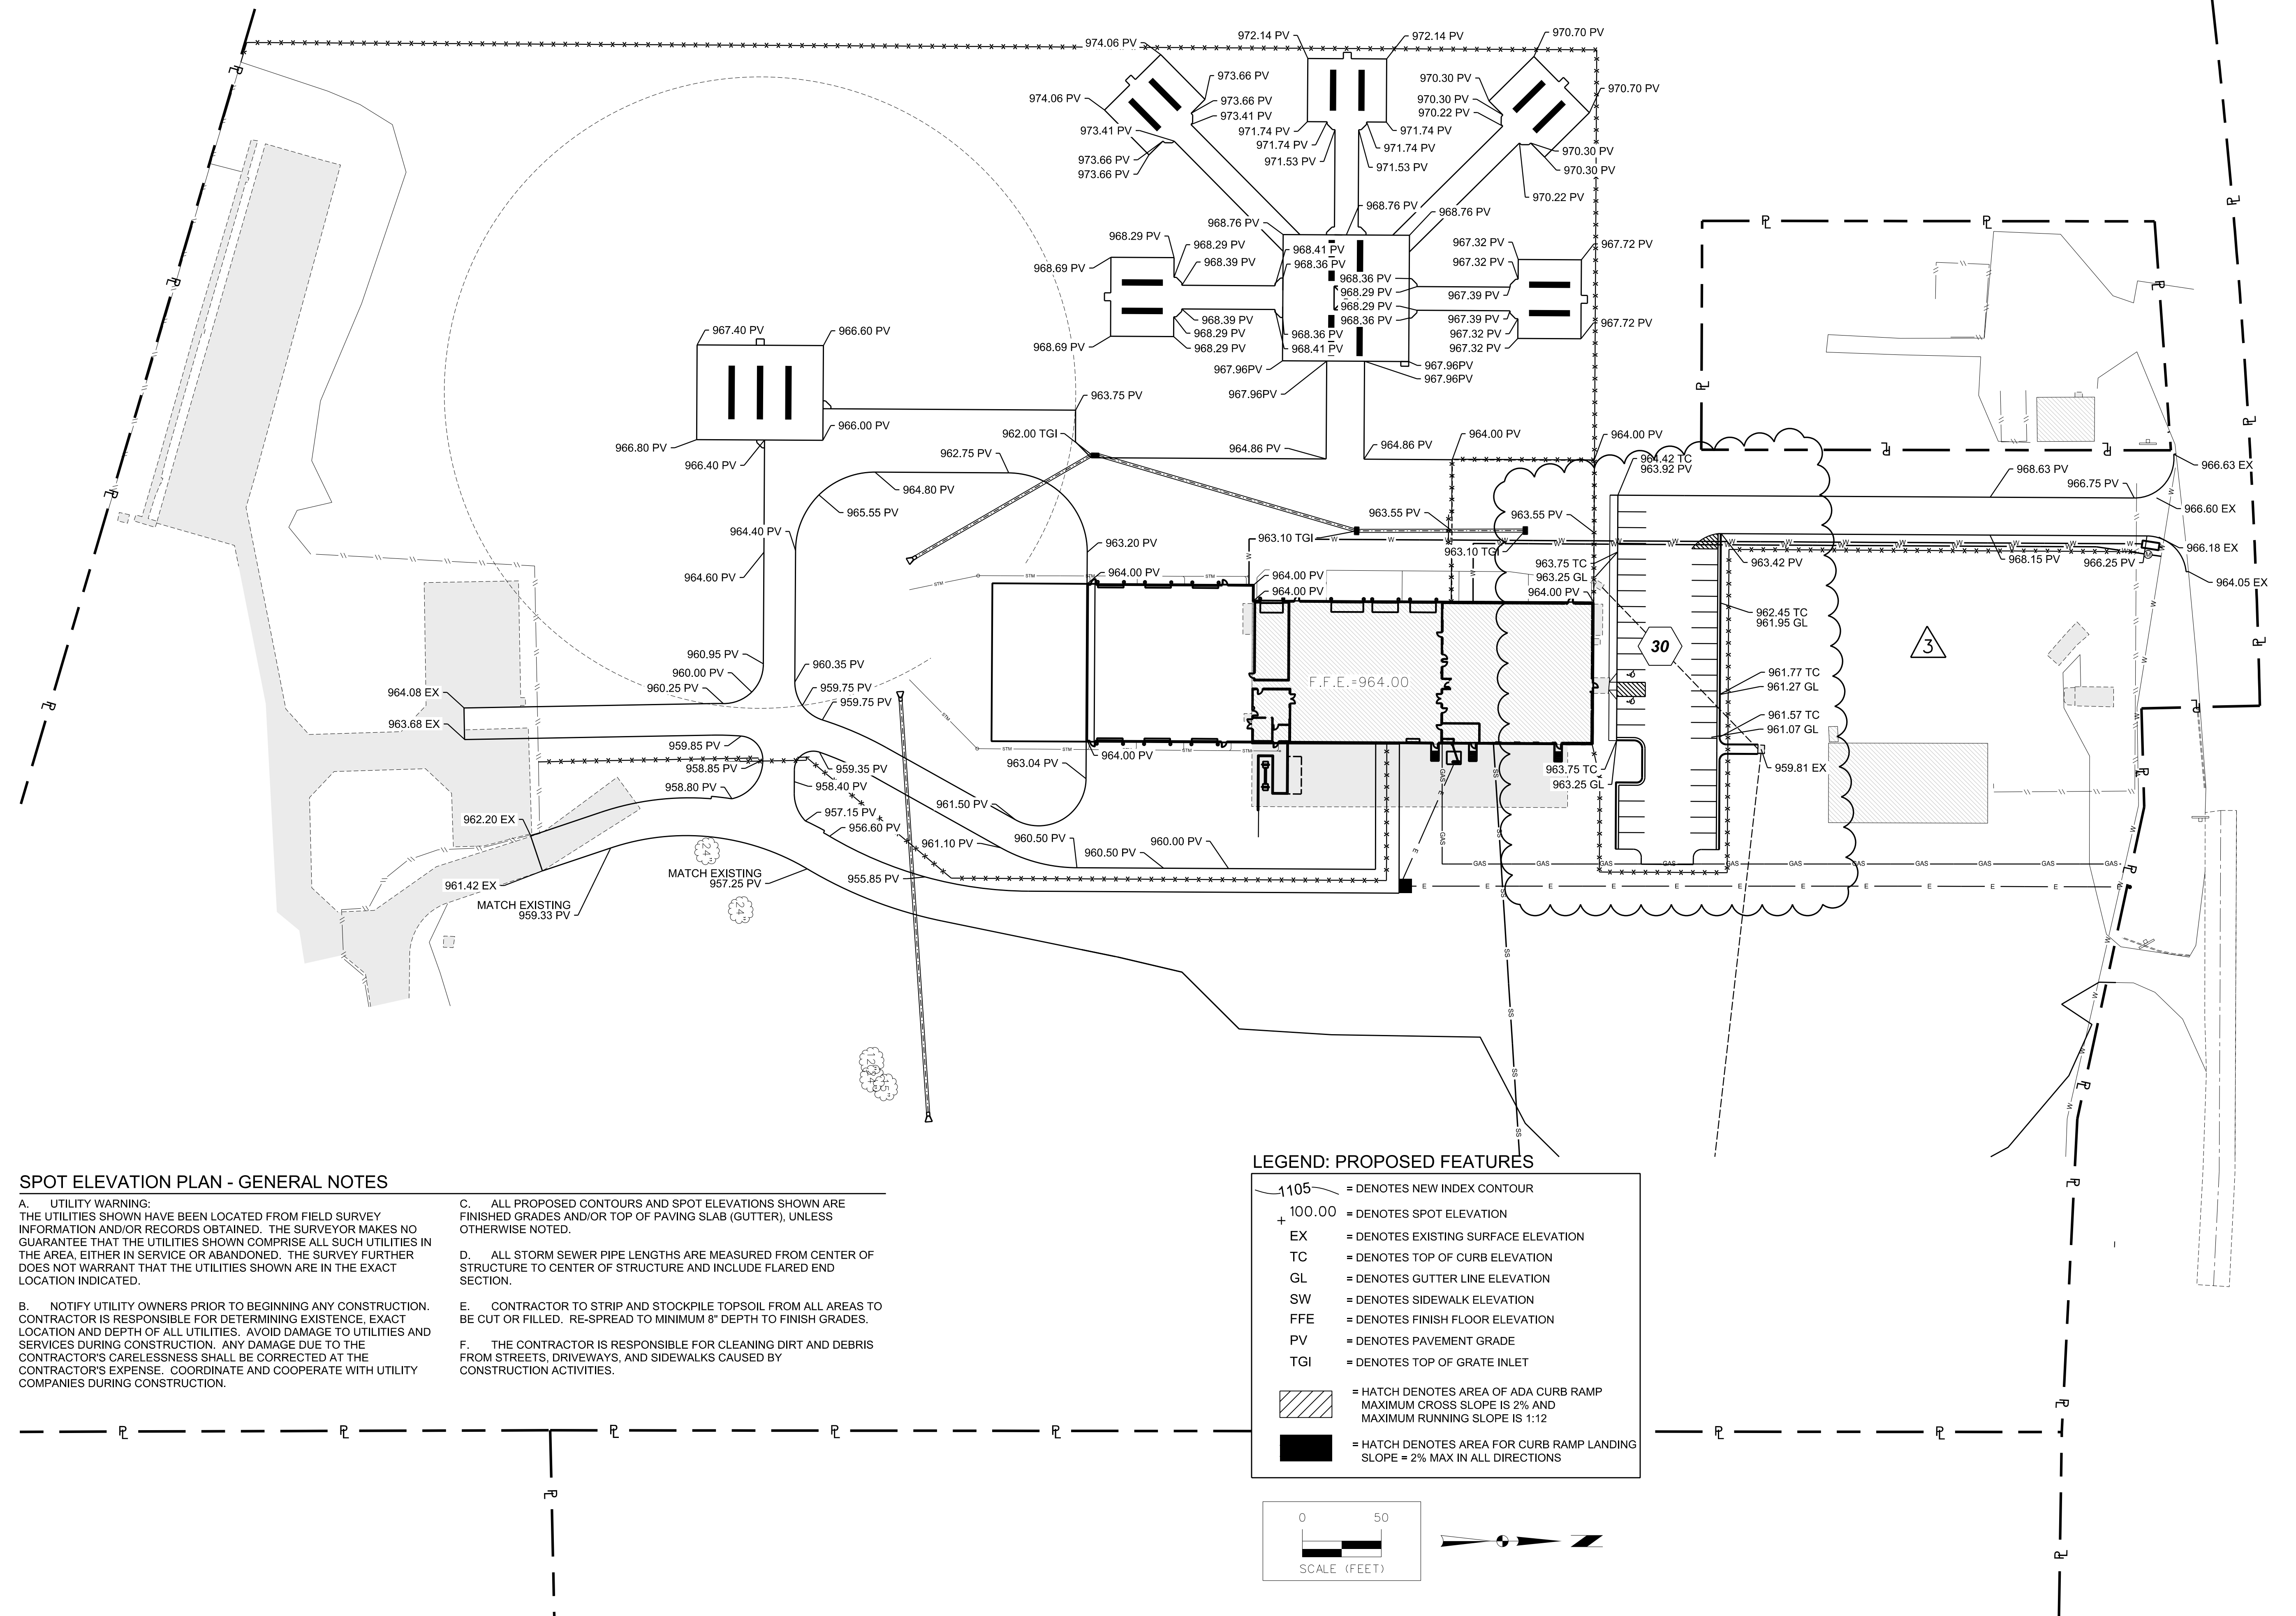 974.06 PV
972.14 PV
972.14 PV
970.70 PV
973.66 PV
970.30 PV
970.70 PV
974.06 PV
973.66 PV
970.30 PV
973.41 PV
970.22 PV
973.41 PV
971.74 PV
971.74 PV
971.74 PV
971.74 PV
970.30 PV
973.66 PV
971.53 PV
971.53 PV
970.30 PV
973.66 PV
970.22 PV
968.76 PV
968.76 PV
968.76 PV
968.29 PV
968.29 PV
968.41 PV
967.32 PV
967.72 PV
968.69 PV
968.39 PV
968.36 PV
967.32 PV
968.36 PV
968.29 PV
967.39 PV
968.29 PV
968.39 PV
968.36 PV
967.39 PV
967.72 PV
968.29 PV
968.36 PV
967.32 PV
968.69 PV
968.29 PV
968.41 PV
967.32 PV
967.40 PV
966.60 PV
967.96PV
967.96PV
967.96PV
967.96PV
963.75 PV
966.80 PV
966.00 PV
962.00 TGI
964.86 PV
964.86 PV
964.00 PV
964.00 PV
966.40 PV
962.75 PV
964.42 TC
963.92 PV
968.63 PV
966.63 EX
966.75 PV
964.80 PV
965.55 PV
966.60 EX
964.40 PV
963.55 PV
963.55 PV
963.20 PV
963.10 TGI
963.10 TGI
966.18 EX
964.60 PV
964.00 PV
964.00 PV
963.75 TC
963.25 GL
963.42 PV
968.15 PV
966.25 PV
964.05 EX
964.00 PV
964.00 PV
962.45 TC
961.95 GL
30
3
960.95 PV
960.35 PV
960.00 PV
960.25 PV
F.F.E.=964.00
961.77 TC
961.27 GL
964.08 EX
959.75 PV
959.75 PV
961.57 TC
961.07 GL
963.68 EX
959.85 PV
964.00 PV
963.04 PV
958.85 PV
959.35 PV
963.75 TC
963.25 GL
959.81 EX
958.80 PV
958.40 PV
961.50 PV
962.20 EX
957.15 PV
956.60 PV
961.10 PV
960.50 PV
960.50 PV
960.00 PV
24"
MATCH EXISTING
957.25 PV
955.85 PV
961.42 EX
MATCH EXISTING
959.33 PV
24"
STM STM STM STM
STM STM STM STM STM
W W W W W W W W W
GAS GAS GAS GAS GAS GAS GAS GAS GAS GAS GAS
E E E E E E E E E E E
SS SS SS SS SS SS
SPOT ELEVATION PLAN - GENERAL NOTES
A. UTILITY WARNING:
THE UTILITIES SHOWN HAVE BEEN LOCATED FROM FIELD SURVEY
INFORMATION AND/OR RECORDS OBTAINED. THE SURVEYOR MAKES NO
GUARANTEE THAT THE UTILITIES SHOWN COMPRISE ALL SUCH UTILITIES IN
THE AREA, EITHER IN SERVICE OR ABANDONED. THE SURVEY FURTHER
DOES NOT WARRANT THAT THE UTILITIES SHOWN ARE IN THE EXACT
LOCATION INDICATED.
B. NOTIFY UTILITY OWNERS PRIOR TO BEGINNING ANY CONSTRUCTION.
CONTRACTOR IS RESPONSIBLE FOR DETERMINING EXISTENCE, EXACT
LOCATION AND DEPTH OF ALL UTILITIES. AVOID DAMAGE TO UTILITIES AND
SERVICES DURING CONSTRUCTION. ANY DAMAGE DUE TO THE
CONTRACTOR'S CARELESSNESS SHALL BE CORRECTED AT THE
CONTRACTOR'S EXPENSE. COORDINATE AND COOPERATE WITH UTILITY
COMPANIES DURING CONSTRUCTION.
C. ALL PROPOSED CONTOURS AND SPOT ELEVATIONS SHOWN ARE
FINISHED GRADES AND/OR TOP OF PAVING SLAB (GUTTER), UNLESS
OTHERWISE NOTED.
D. ALL STORM SEWER PIPE LENGTHS ARE MEASURED FROM CENTER OF
STRUCTURE TO CENTER OF STRUCTURE AND INCLUDE FLARED END
SECTION.
E. CONTRACTOR TO STRIP AND STOCKPILE TOPSOIL FROM ALL AREAS TO
BE CUT OR FILLED. RE-SPREAD TO MINIMUM 8" DEPTH TO FINISH GRADES.
F. THE CONTRACTOR IS RESPONSIBLE FOR CLEANING DIRT AND DEBRIS
FROM STREETS, DRIVEWAYS, AND SIDEWALKS CAUSED BY
CONSTRUCTION ACTIVITIES.
LEGEND: PROPOSED FEATURES
1105 = DENOTES NEW INDEX CONTOUR
+ 100.00 = DENOTES SPOT ELEVATION
EX = DENOTES EXISTING SURFACE ELEVATION
TC = DENOTES TOP OF CURB ELEVATION
GL = DENOTES GUTTER LINE ELEVATION
SW = DENOTES SIDEWALK ELEVATION
FFE = DENOTES FINISH FLOOR ELEVATION
PV = DENOTES PAVEMENT GRADE
TGI = DENOTES TOP OF GRATE INLET
= HATCH DENOTES AREA OF ADA CURB RAMP
MAXIMUM CROSS SLOPE IS 2% AND
MAXIMUM RUNNING SLOPE IS 1:12
= HATCH DENOTES AREA FOR CURB RAMP LANDING
SLOPE = 2% MAX IN ALL DIRECTIONS
0 50
SCALE (FEET)